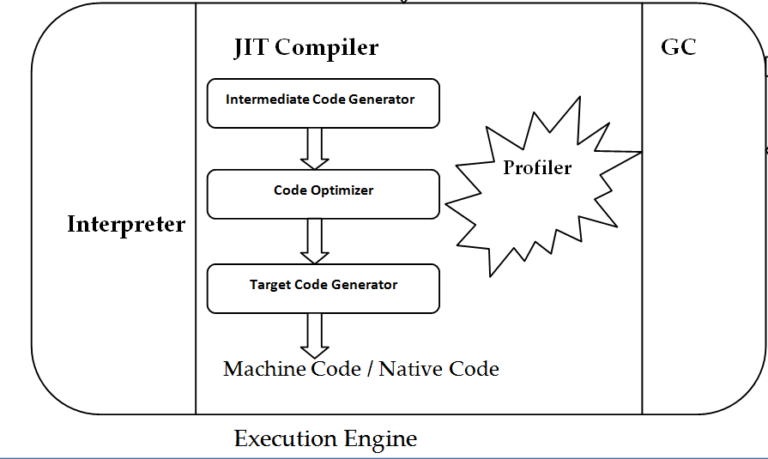 JIT Compiler
GC
Intermediate Code Generator
Profiler
Code Optimizer
Interpreter
Target Code Generator
Machine Code / Native Code
Execution Engine